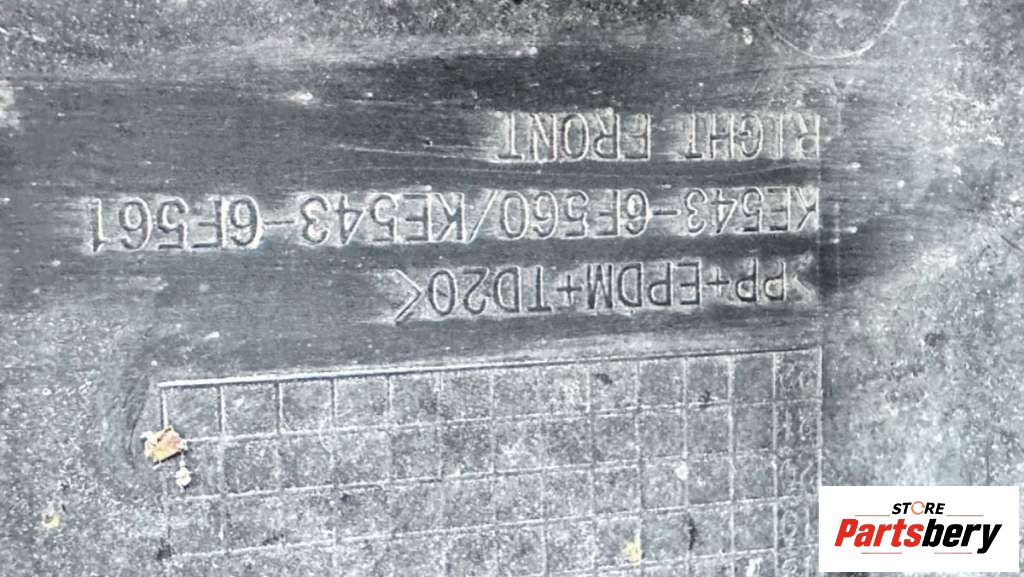 >PP+EPDM+TD20<
KE543-6F560/KE543-6F561
RIGHT FRONT
STORE
Partsbery